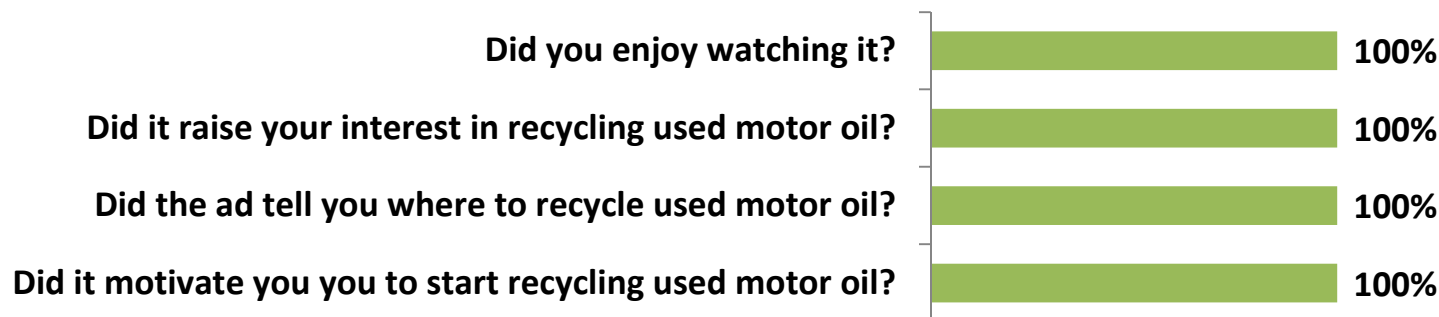 Did you enjoy watching it? 100%
Did it raise your interest in recycling used motor oil? 100%
Did the ad tell you where to recycle used motor oil? 100%
Did it motivate you you to start recycling used motor oil? 100%